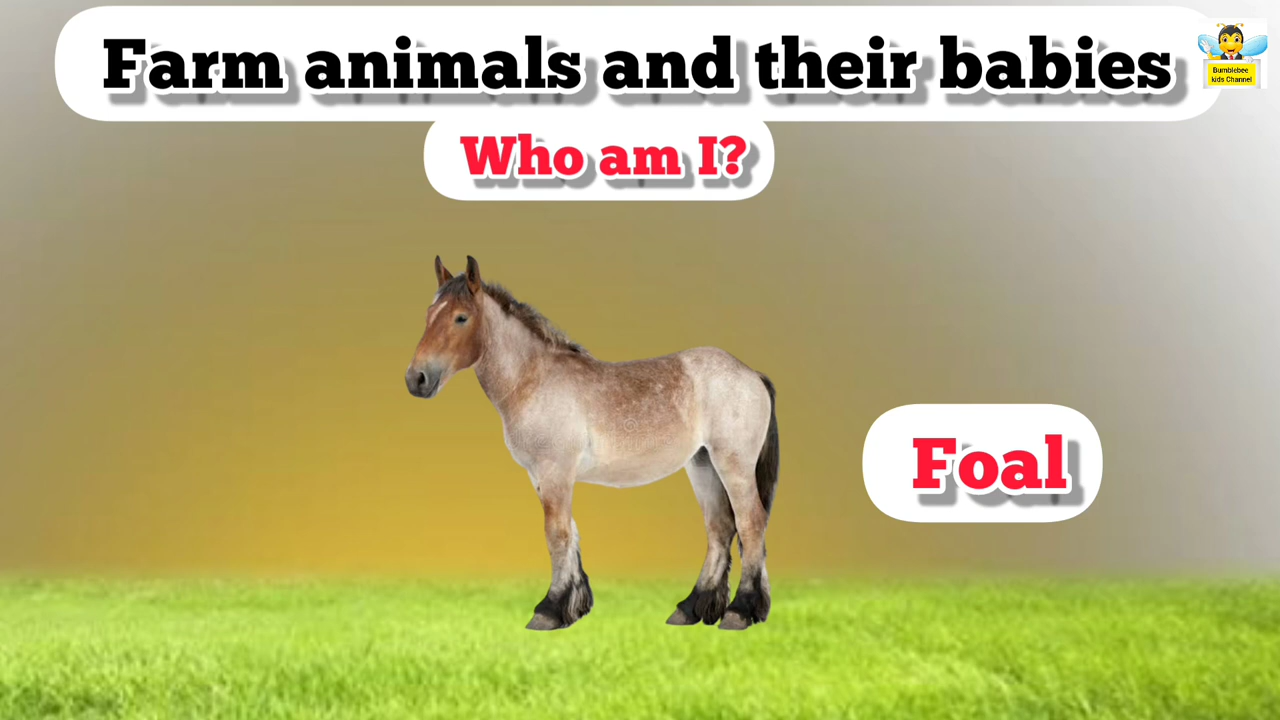 Farm animals and their babies
Bumblebee
kids Channel
Who am I?
Foal